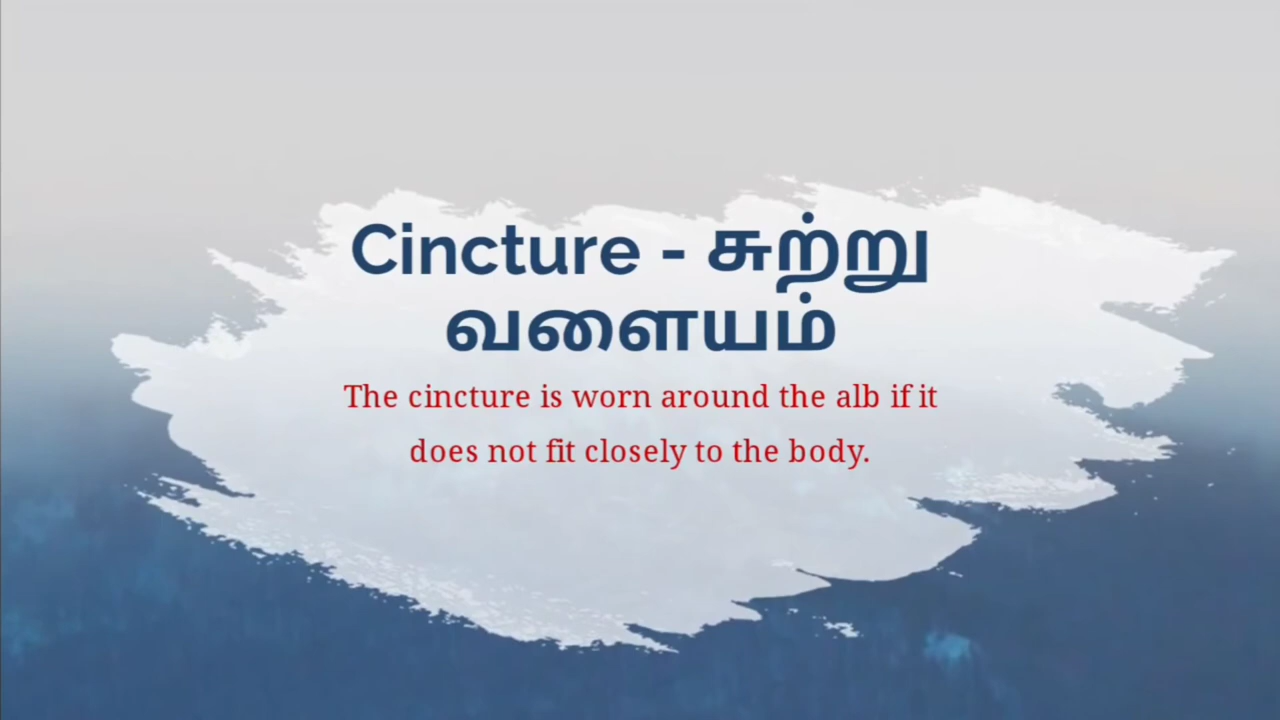 Cincture - சுற்று
வளையம்
The cincture is worn around the alb if it
does not fit closely to the body.